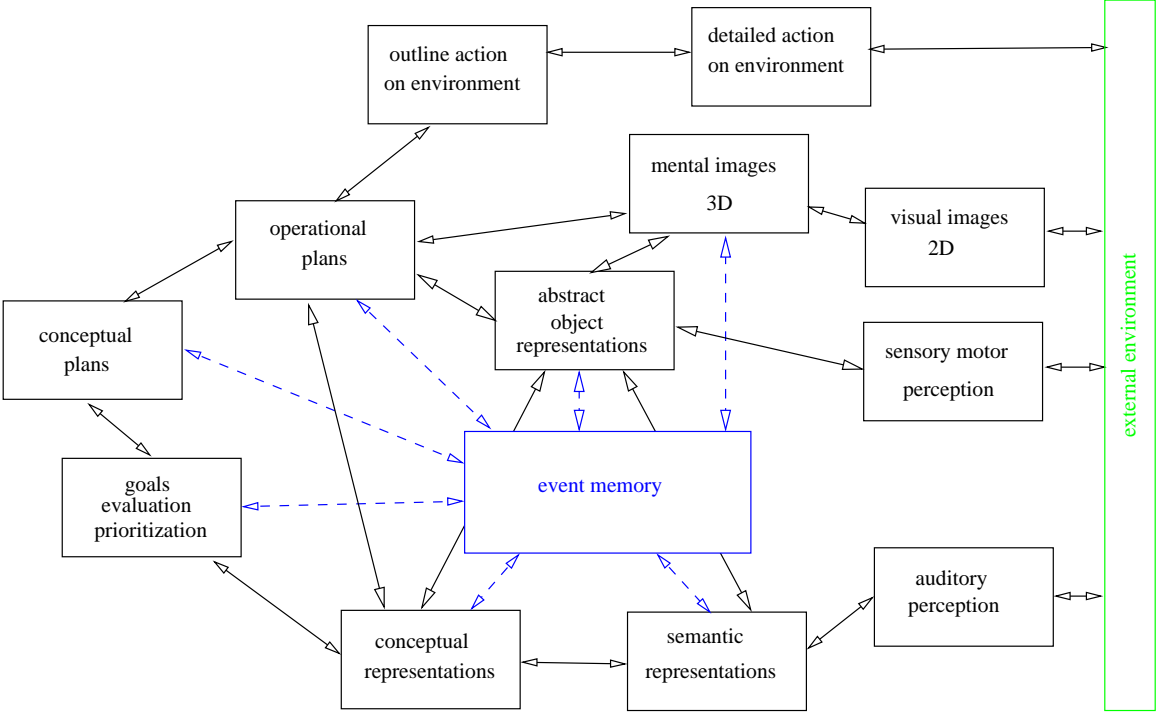 outline action
on environment
detailed action
on environment
mental images
3D
visual images
2D
operational
plans
abstract
object
representations
conceptual
plans
sensory motor
perception
external environment
goals
evaluation
prioritization
event memory
auditory
perception
conceptual
representations
semantic
representations